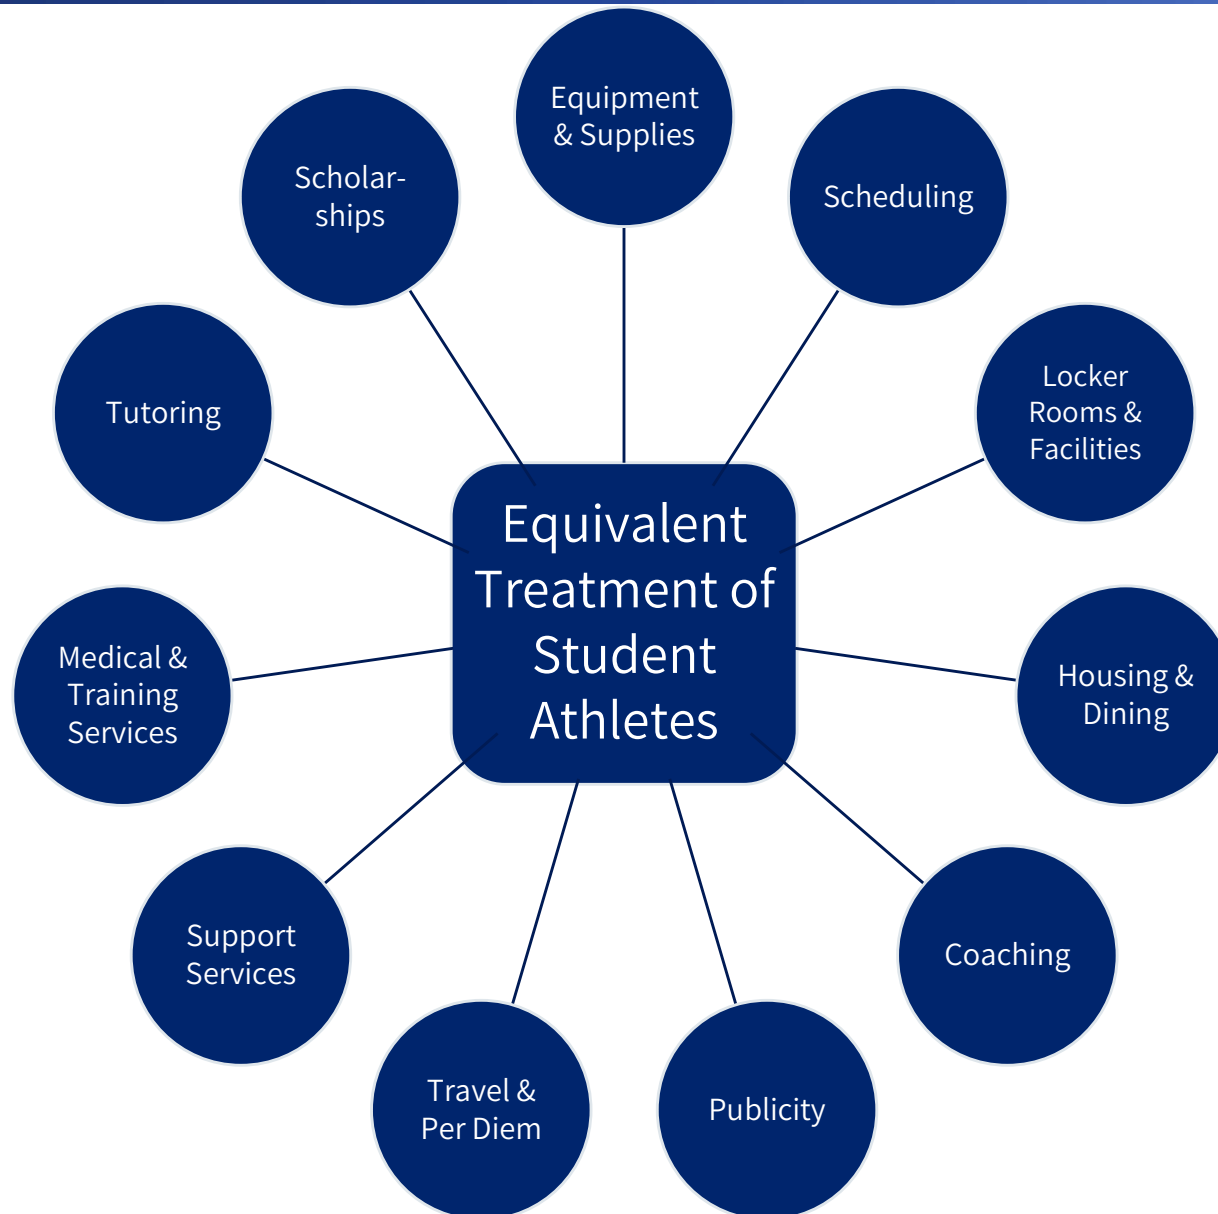 Equipment
& Supplies
Scheduling
Locker
Rooms &
Facilities
Housing &
Dining
Coaching
Publicity
Travel &
Per Diem
Support
Services
Medical &
Training
Services
Tutoring
Scholar-
ships
Equivalent
Treatment of
Student
Athletes